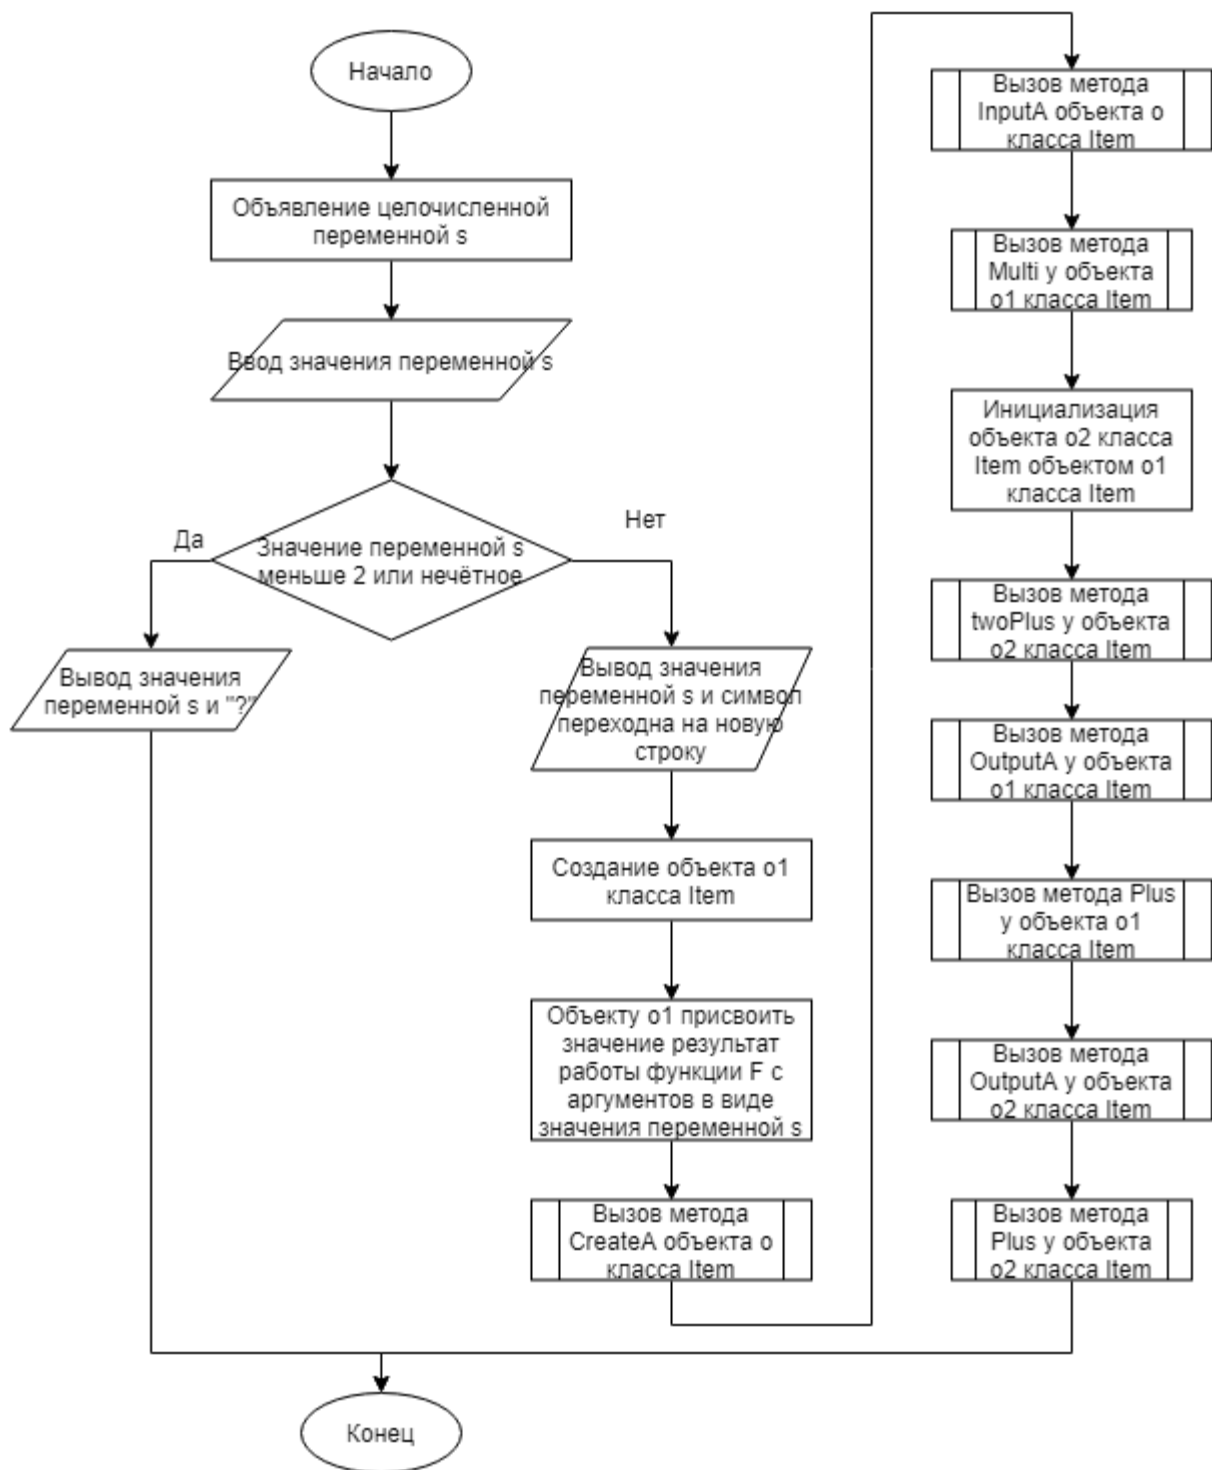 Начало
Объявление целочисленной
переменной s
Ввод значения переменной s
Да
Нет
Значение переменной s
меньше 2 или нечётное
Вывод значения
переменной s и "?"
Вывод значения
переменной s и символ
переходна на новую
строку
Создание объекта o1
класса Item
Объекту o1 присвоить
значение результат
работы функции F с
аргументов в виде
значения переменной s
Вызов метода
CreateA объекта o
класса Item
Вызов метода
InputA объекта o
класса Item
Вызов метода
Multi у объекта
o1 класса Item
Инициализация
объекта o2 класса
Item объектом o1
класса Item
Вызов метода
twoPlus у объекта
o2 класса Item
Вызов метода
OutputA у объекта
o1 класса Item
Вызов метода Plus
у объекта o1
класса Item
Вызов метода
OutputA у объекта
o2 класса Item
Вызов метода
Plus у объекта
o2 класса Item
Конец